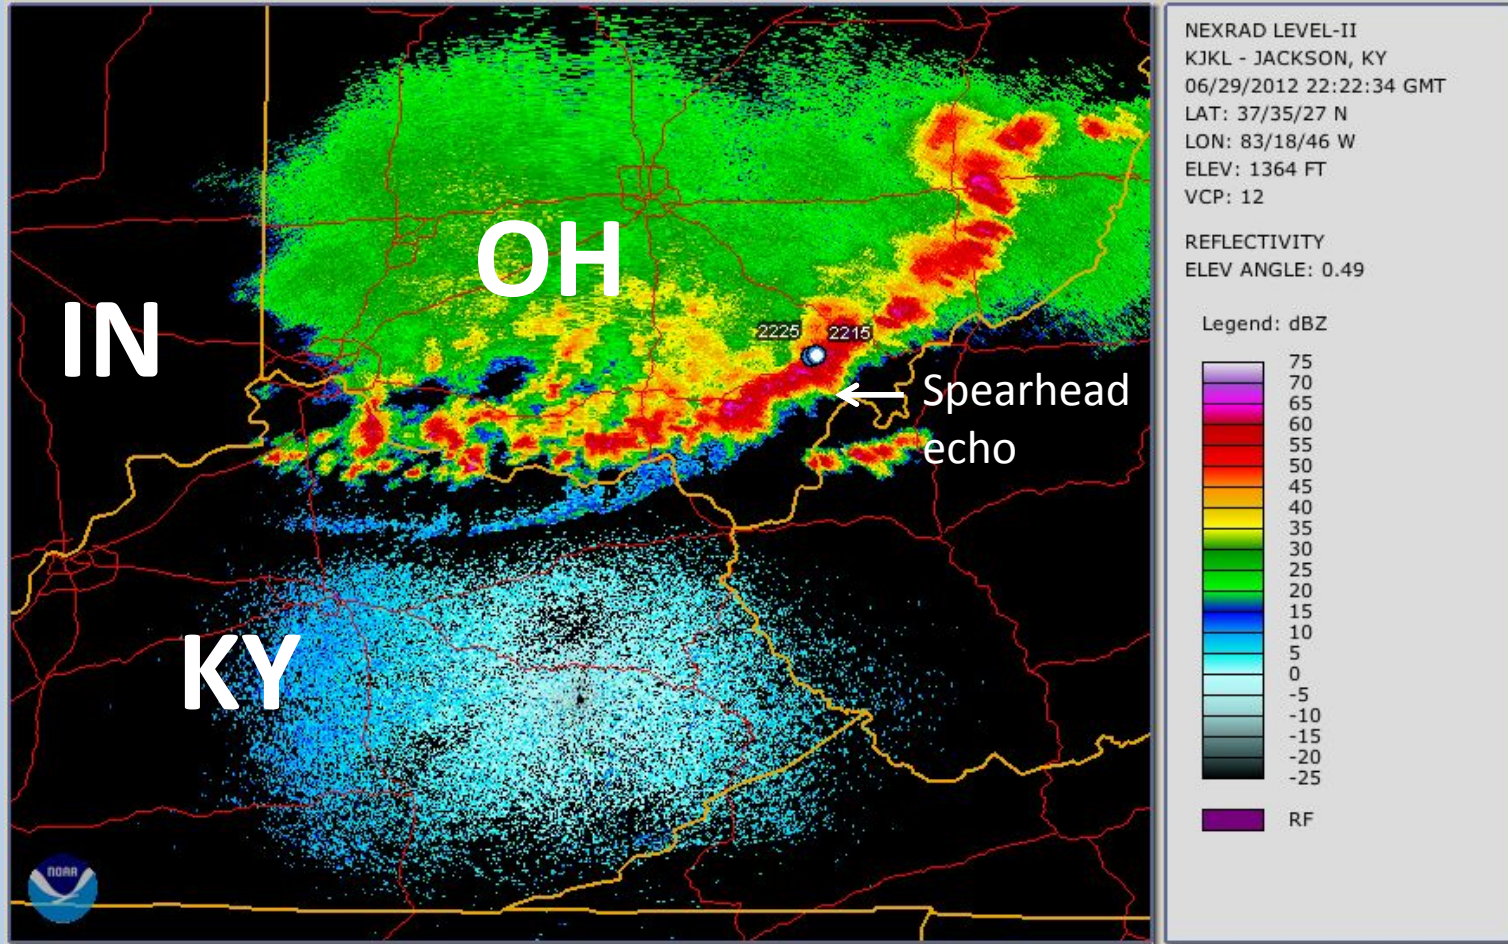 OH
IN
2225 2215
Spearhead
echo
KY
NOAA
NEXRAD LEVEL-II
KJKL - JACKSON, KY
06/29/2012 22:22:34 GMT
LAT: 37/35/27 N
LON: 83/18/46 W
ELEV: 1364 FT
VCP: 12
REFLECTIVITY
ELEV ANGLE: 0.49
Legend: dBZ
75
70
65
60
55
50
45
40
35
30
25
20
15
10
5
0
-5
-10
-15
-20
-25
RF